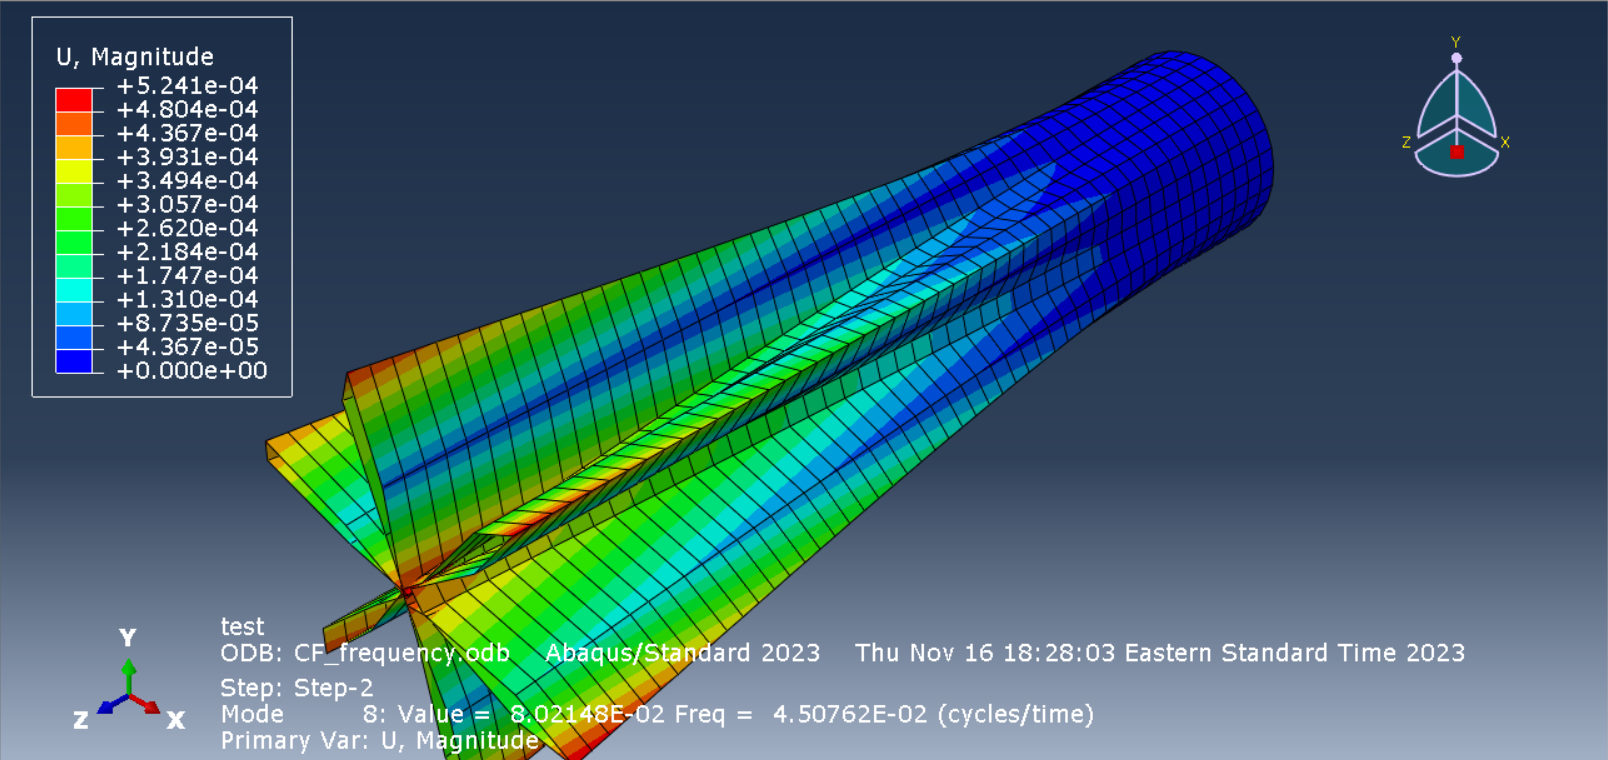 U, Magnitude
+5.241e-04
+4.804e-04
+4.367e-04
+3.931e-04
+3.494e-04
+3.057e-04
+2.620e-04
+2.184e-04
+1.747e-04
+1.310e-04
+8.735e-05
+4.367e-05
+0.000e+00
Y
Z X
Y
Z X
test
ODB: CF_frequency.odb Abaqus/Standard 2023 Thu Nov 16 18:28:03 Eastern Standard Time 2023
Step: Step-2
Mode 8: Value = 8.02148E-02 Freq = 4.50762E-02 (cycles/time)
Primary Var: U, Magnitude